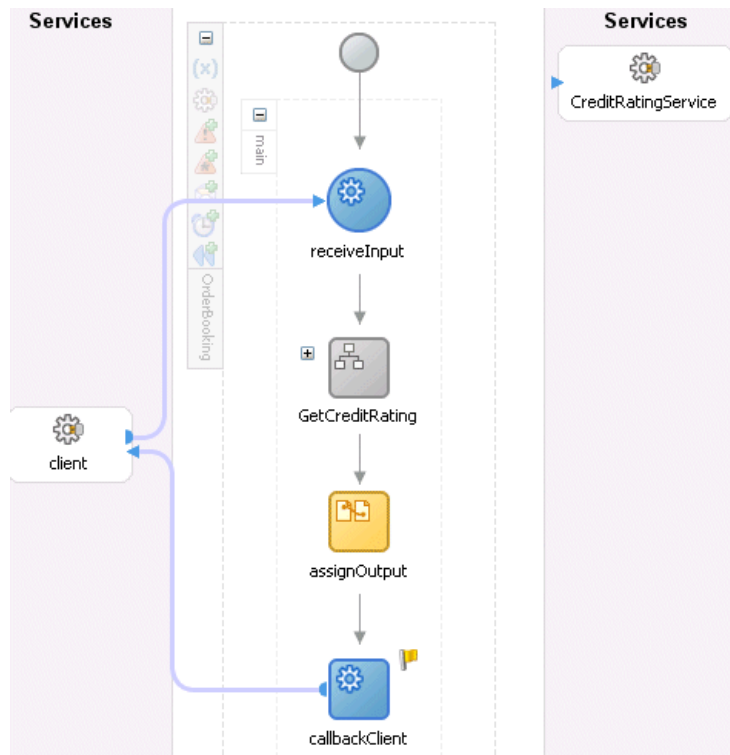 Services
Services
CreditRatingService
main
receiveInput
OrderBooking
GetCreditRating
client
assignOutput
callbackClient